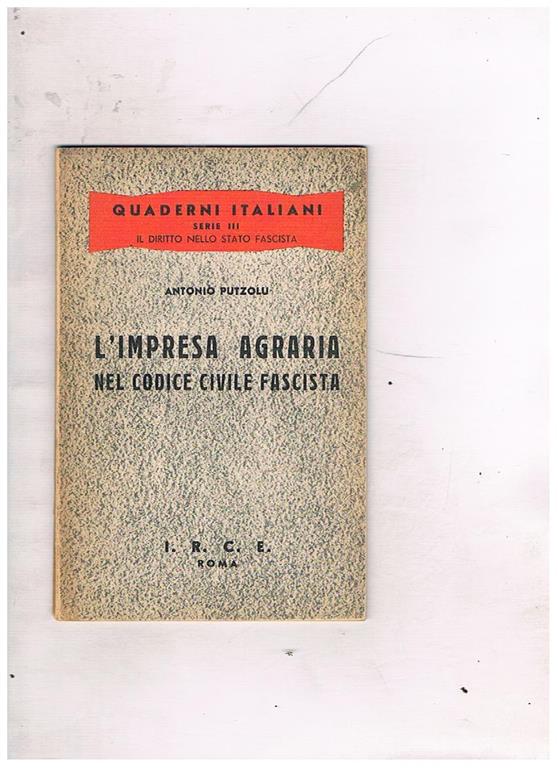 QUADERNI ITALIANI
SERIE III
IL DIRITTO NELLO STATO FASCISTA
ANTONIO PUTZOLU
L'IMPRESA AGRARIA
NEL CODICE CIVILE FASCISTA
I. R. C. E.
ROMA